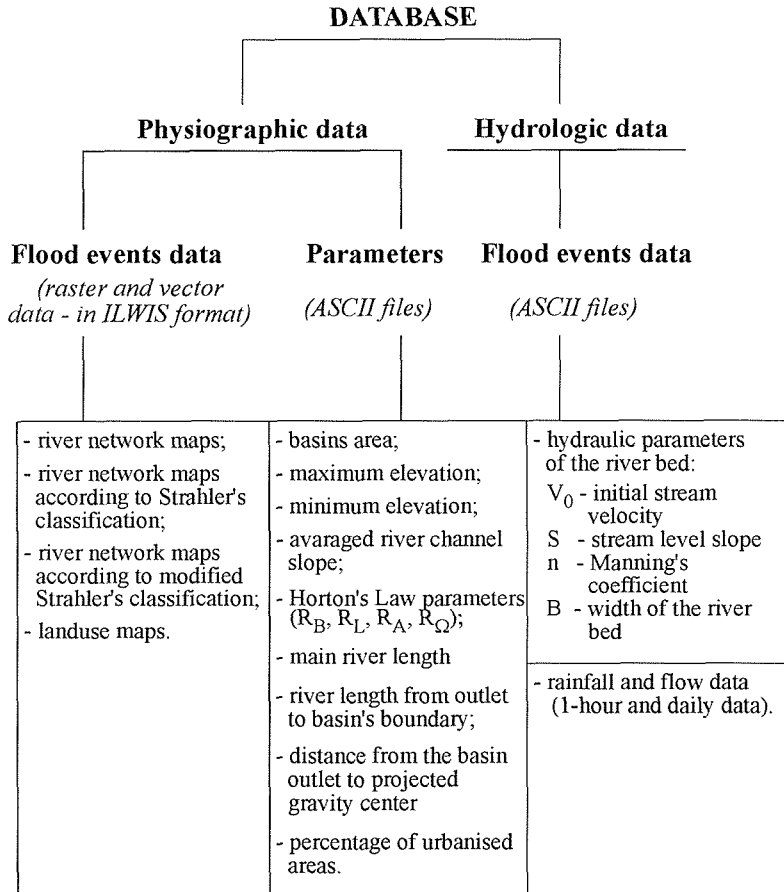 DATABASE
Physiographic data
Hydrologic data
Flood events data
(raster and vector
data - in ILWIS format)
Parameters
(ASCII files)
Flood events data
(ASCII files)
- river network maps;
- river network maps
according to Strahler's
classification;
- river network maps
according to modified
Strahler's classification;
- landuse maps.
- basins area;
- maximum elevation;
- minimum elevation;
- avaraged river channel
slope;
- Horton's Law parameters
(R_B, R_L, R_A, R_Ω);
- main river length
- river length from outlet
to basin's boundary;
- distance from the basin
outlet to projected
gravity center
- percentage of urbanised
areas.
- hydraulic parameters
of the river bed:
V_0 - initial stream
velocity
S - stream level slope
n - Manning's
coefficient
B - width of the river
bed
- rainfall and flow data
(1-hour and daily data).